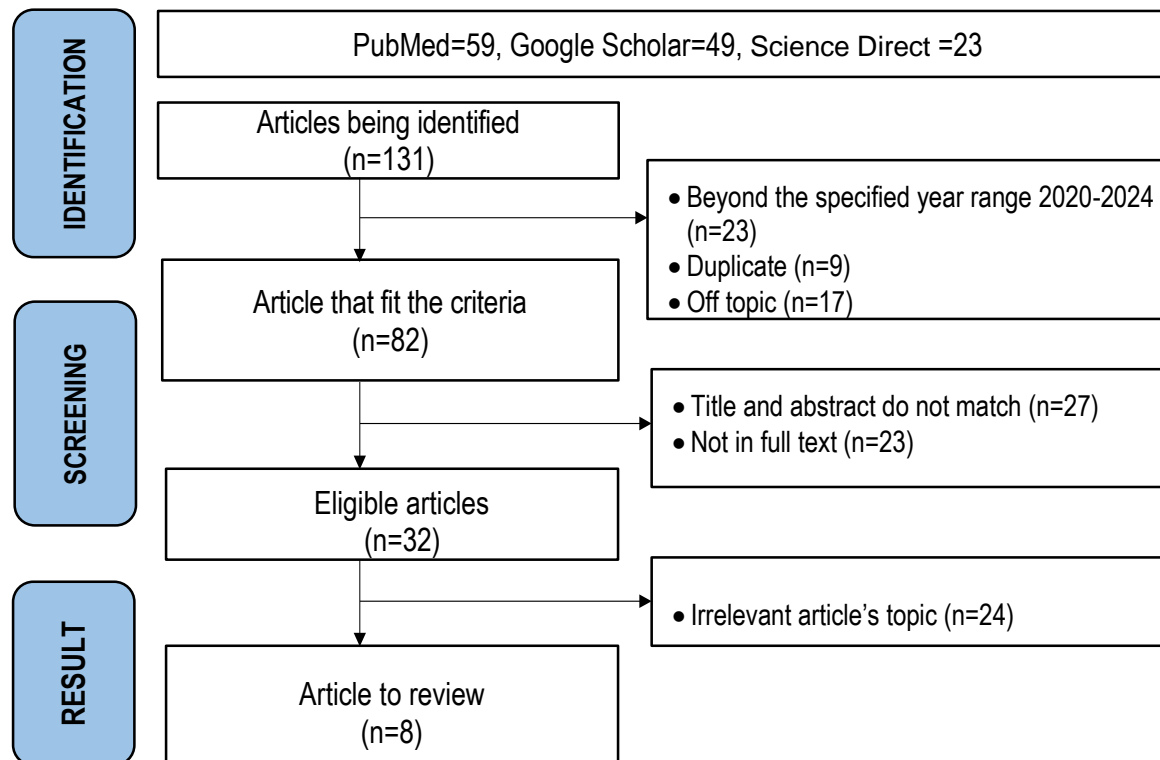 IDENTIFICATION
PubMed=59, Google Scholar=49, Science Direct =23
Articles being identified
(n=131)
• Beyond the specified year range 2020-2024
(n=23)
• Duplicate (n=9)
• Off topic (n=17)
SCREENING
Article that fit the criteria
(n=82)
• Title and abstract do not match (n=27)
• Not in full text (n=23)
Eligible articles
(n=32)
RESULT
• Irrelevant article’s topic (n=24)
Article to review
(n=8)